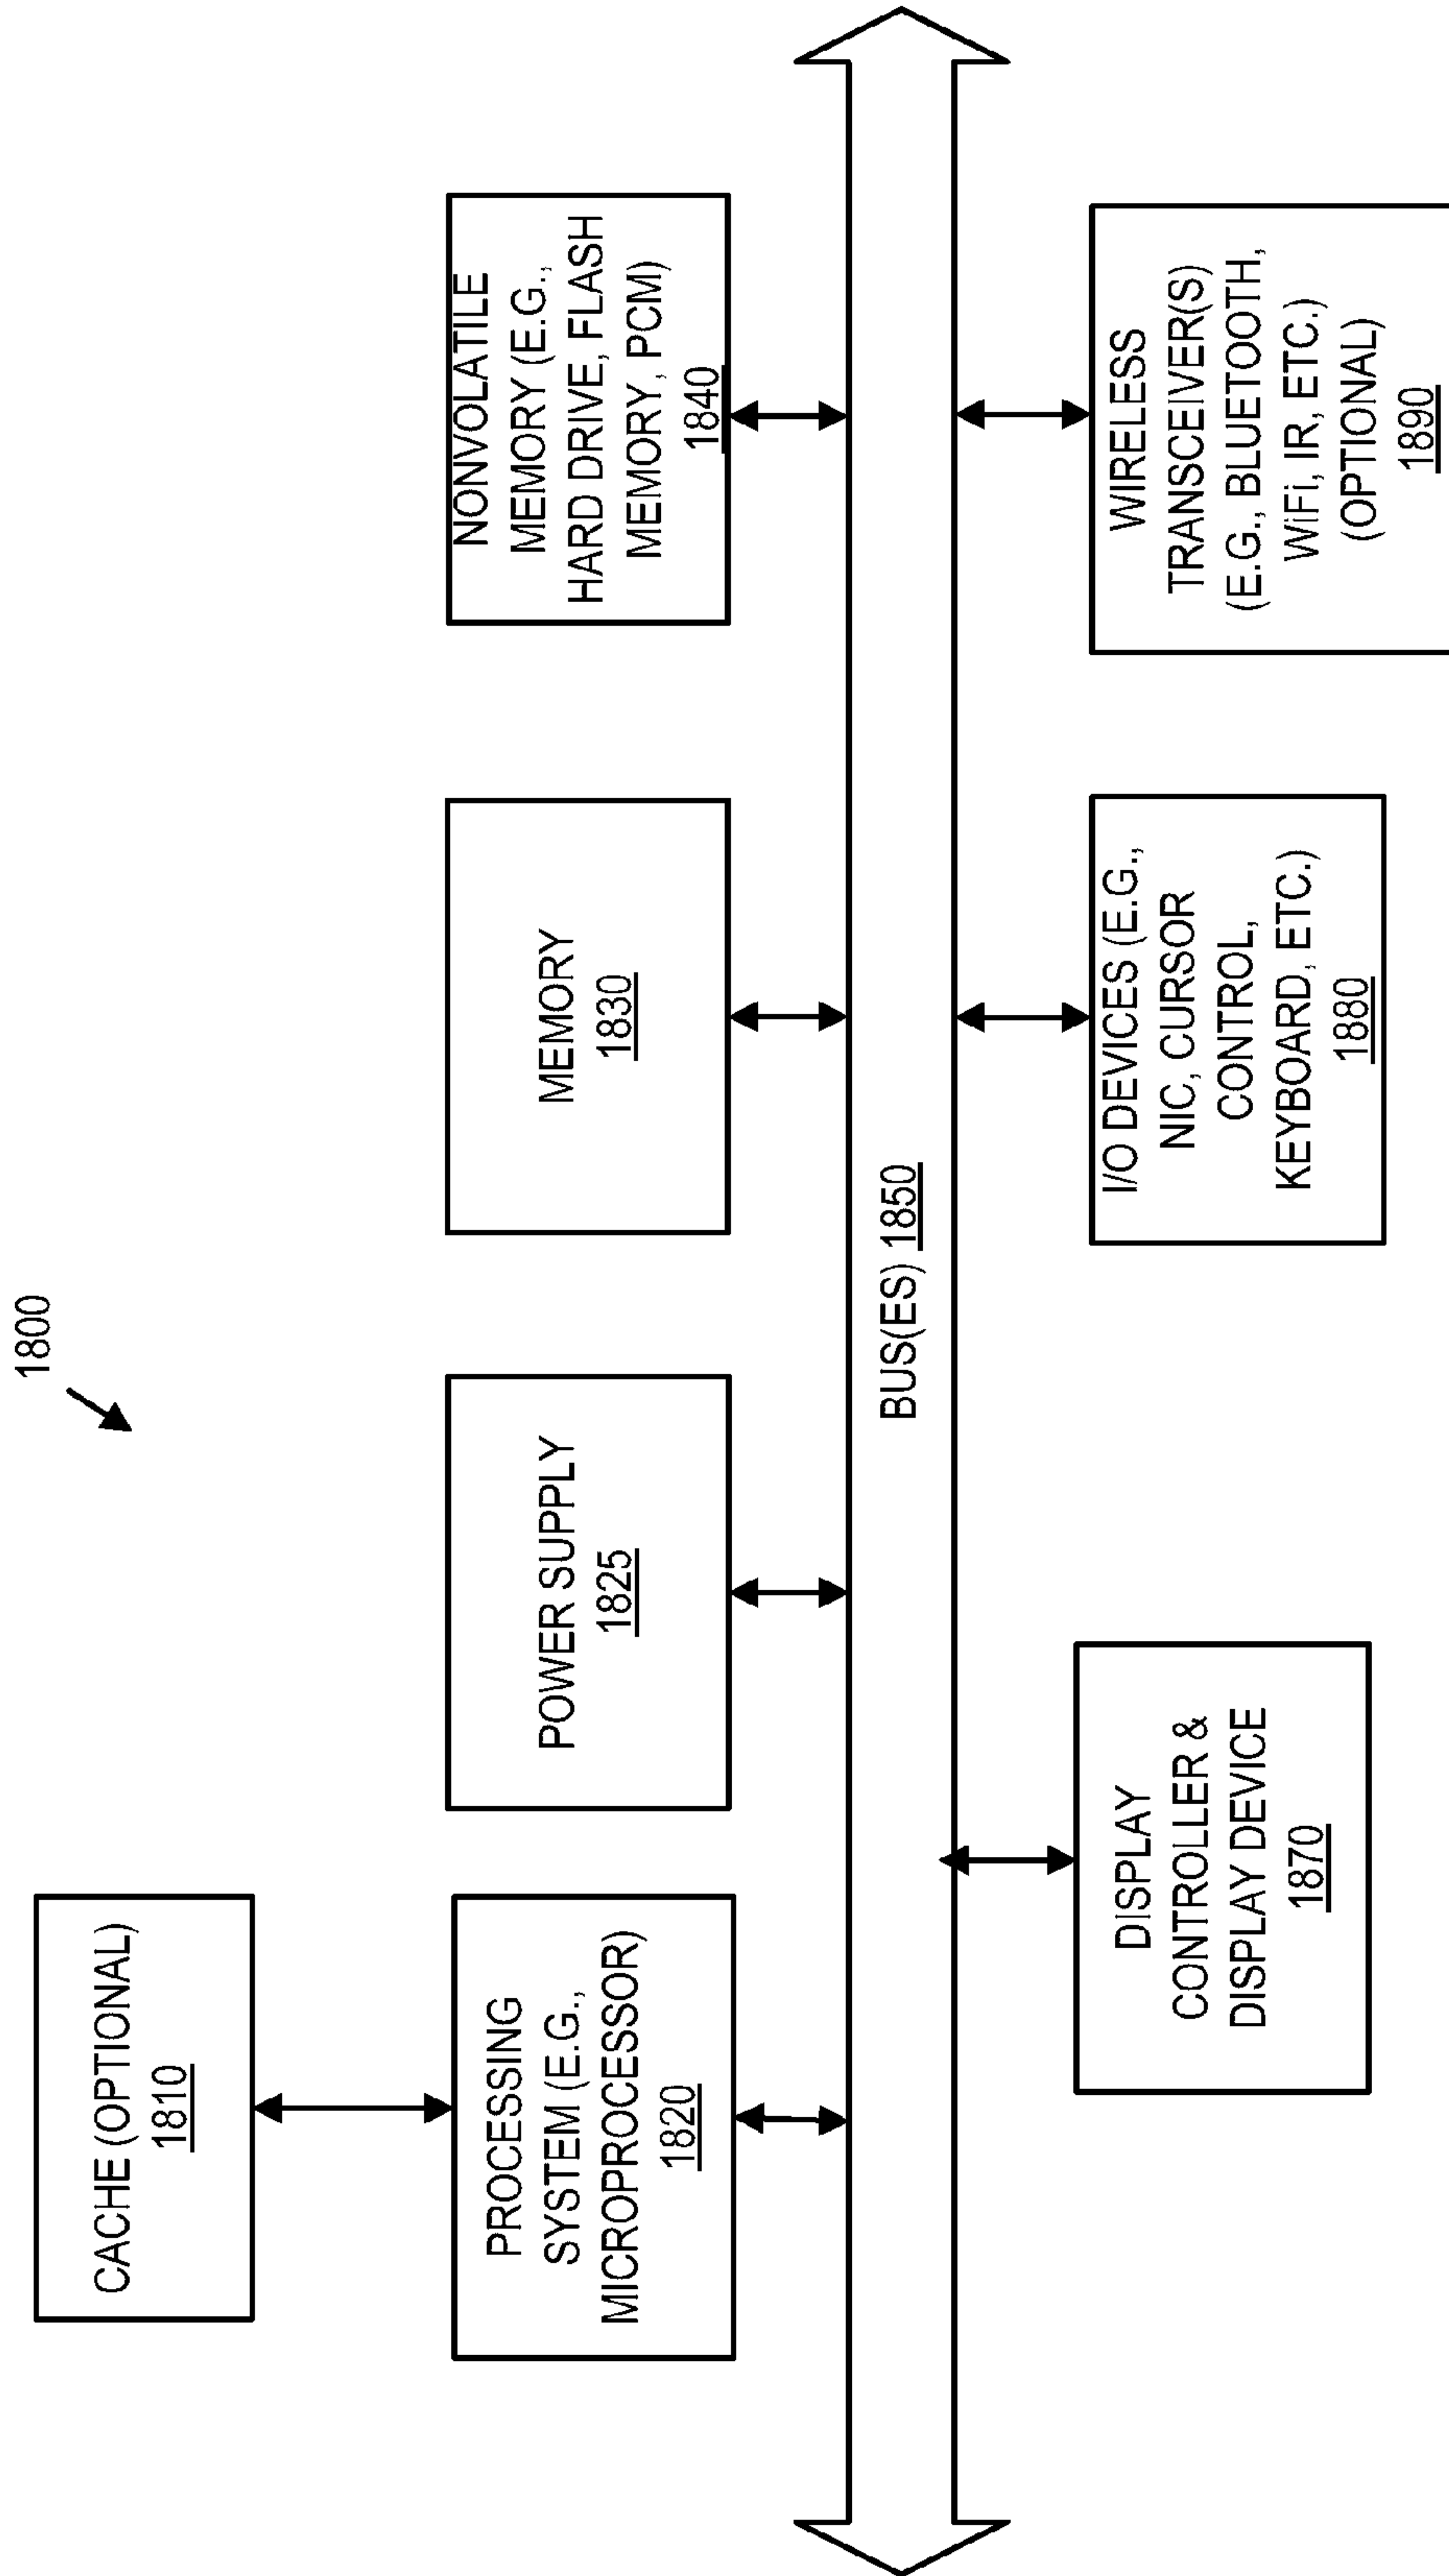 1800
CACHE (OPTIONAL)
1810
PROCESSING
SYSTEM (E.G.,
MICROPROCESSOR)
1820
POWER SUPPLY
1825
MEMORY
1830
NONVOLATILE
MEMORY (E.G.,
HARD DRIVE, FLASH
MEMORY, PCM)
1840
BUS(ES) 1850
DISPLAY
CONTROLLER &
DISPLAY DEVICE
1870
I/O DEVICES (E.G.,
NIC, CURSOR
CONTROL,
KEYBOARD, ETC.)
1880
WIRELESS
TRANSCEIVER(S)
(E.G., BLUETOOTH,
WiFi, IR, ETC.)
(OPTIONAL)
1890